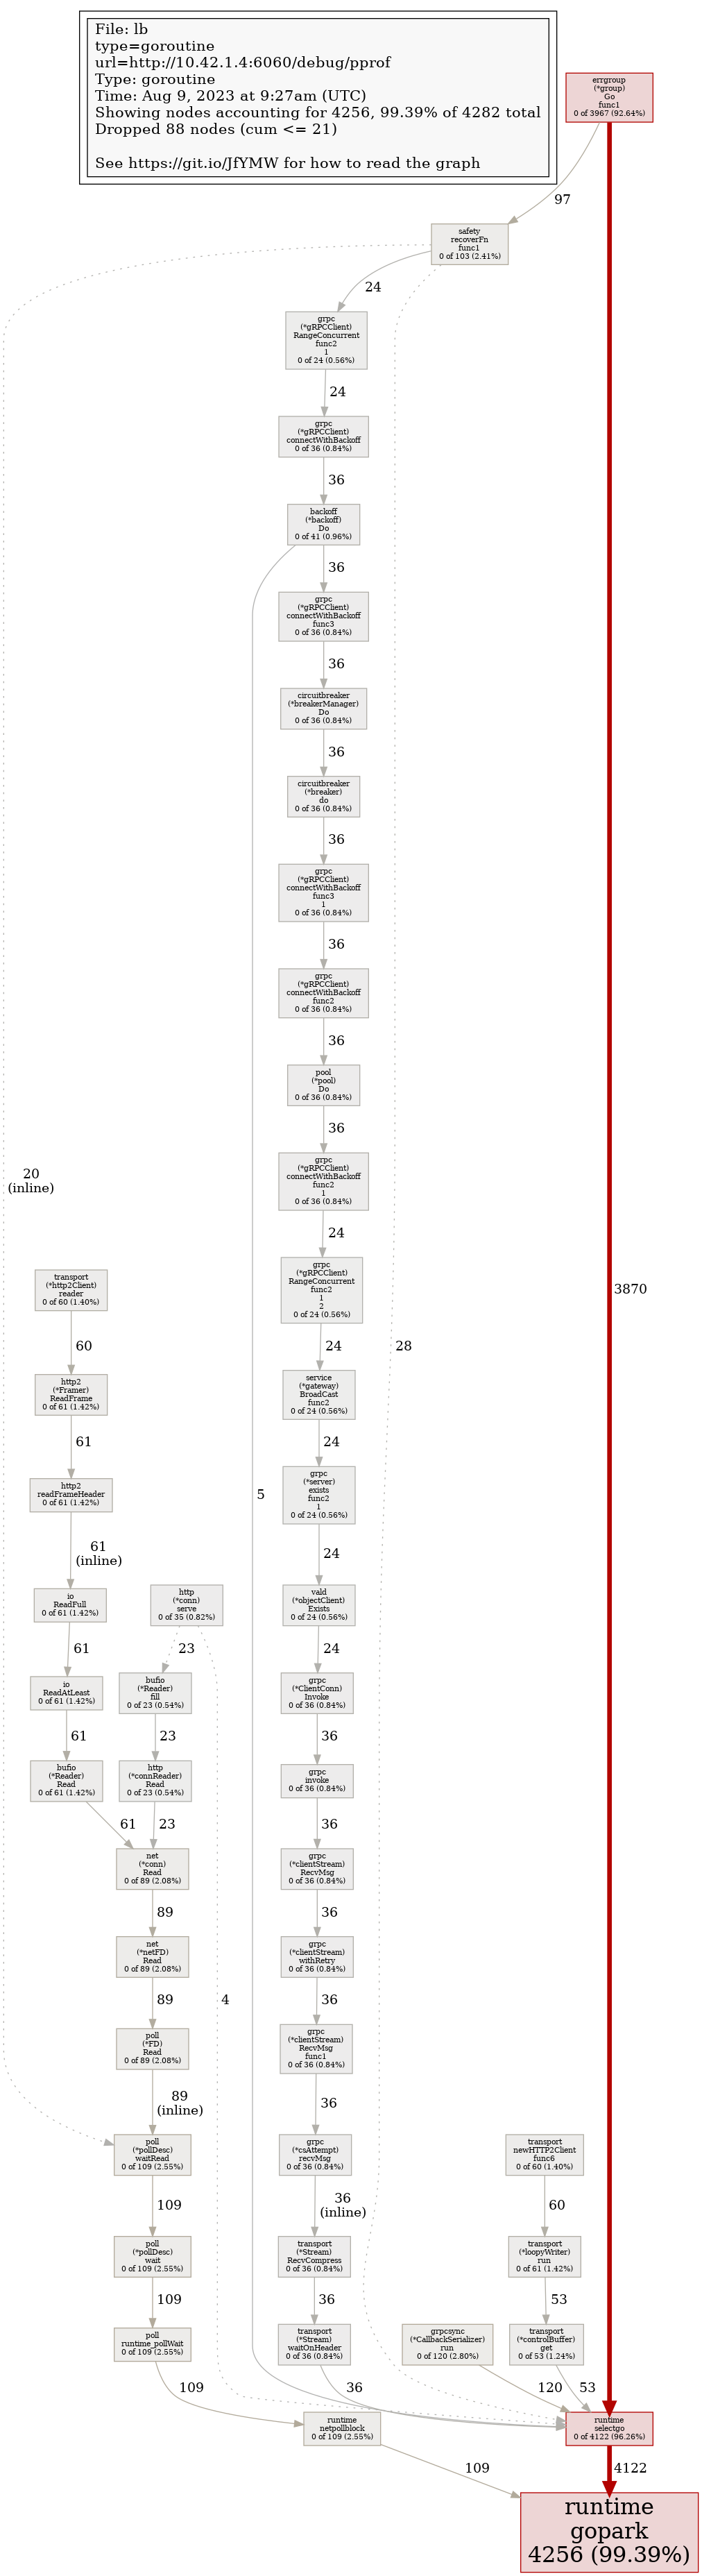 File: lb
type=goroutine
url=http://10.42.1.4:6060/debug/pprof
Type: goroutine
Time: Aug 9, 2023 at 9:27am (UTC)
Showing nodes accounting for 4256, 99.39% of 4282 total
Dropped 88 nodes (cum <= 21)
See https://git.io/JfYMW for how to read the graph
errgroup
(*group)
Go
func1
0 of 3967 (92.64%)
97
safety
recoverFn
func1
0 of 103 (2.41%)
24
grpc
(*gRPCClient)
RangeConcurrent
func2
1
0 of 24 (0.56%)
24
grpc
(*gRPCClient)
connectWithBackoff
0 of 36 (0.84%)
36
backoff
(*backoff)
Do
0 of 41 (0.96%)
36
grpc
(*gRPCClient)
connectWithBackoff
func3
0 of 36 (0.84%)
36
circuitbreaker
(*breakerManager)
Do
0 of 36 (0.84%)
36
circuitbreaker
(*breaker)
do
0 of 36 (0.84%)
36
grpc
(*gRPCClient)
connectWithBackoff
func3
1
0 of 36 (0.84%)
36
grpc
(*gRPCClient)
connectWithBackoff
func2
0 of 36 (0.84%)
36
pool
(*pool)
Do
0 of 36 (0.84%)
36
grpc
(*gRPCClient)
connectWithBackoff
func2
1
0 of 36 (0.84%)
20
(inline)
24
grpc
(*gRPCClient)
RangeConcurrent
func2
1
2
0 of 24 (0.56%)
3870
transport
(*http2Client)
reader
0 of 60 (1.40%)
60
24
28
http2
(*Framer)
ReadFrame
0 of 61 (1.42%)
service
(*gateway)
BroadCast
func2
0 of 24 (0.56%)
61
24
http2
readFrameHeader
0 of 61 (1.42%)
5
grpc
(*server)
exists
func2
1
0 of 24 (0.56%)
61
(inline)
24
io
ReadFull
0 of 61 (1.42%)
http
(*conn)
serve
0 of 35 (0.82%)
vald
(*objectClient)
Exists
0 of 24 (0.56%)
61
23
24
io
ReadAtLeast
0 of 61 (1.42%)
bufio
(*Reader)
fill
0 of 23 (0.54%)
grpc
(*ClientConn)
Invoke
0 of 36 (0.84%)
61
23
36
bufio
(*Reader)
Read
0 of 61 (1.42%)
http
(*connReader)
Read
0 of 23 (0.54%)
grpc
invoke
0 of 36 (0.84%)
61
23
36
net
(*conn)
Read
0 of 89 (2.08%)
grpc
(*clientStream)
RecvMsg
0 of 36 (0.84%)
89
36
net
(*netFD)
Read
0 of 89 (2.08%)
grpc
(*clientStream)
withRetry
0 of 36 (0.84%)
89
4
36
poll
(*FD)
Read
0 of 89 (2.08%)
grpc
(*clientStream)
RecvMsg
func1
0 of 36 (0.84%)
89
(inline)
36
poll
(*pollDesc)
waitRead
0 of 109 (2.55%)
grpc
(*csAttempt)
recvMsg
0 of 36 (0.84%)
transport
newHTTP2Client
func6
0 of 60 (1.40%)
109
36
(inline)
60
poll
(*pollDesc)
wait
0 of 109 (2.55%)
transport
(*Stream)
RecvCompress
0 of 36 (0.84%)
transport
(*loopyWriter)
run
0 of 61 (1.42%)
109
36
53
poll
runtime_pollWait
0 of 109 (2.55%)
transport
(*Stream)
waitOnHeader
0 of 36 (0.84%)
grpcsync
(*CallbackSerializer)
run
0 of 120 (2.80%)
transport
(*controlBuffer)
get
0 of 53 (1.24%)
109
36
120
53
runtime
netpollblock
0 of 109 (2.55%)
runtime
selectgo
0 of 4122 (96.26%)
109
4122
runtime
gopark
4256 (99.39%)